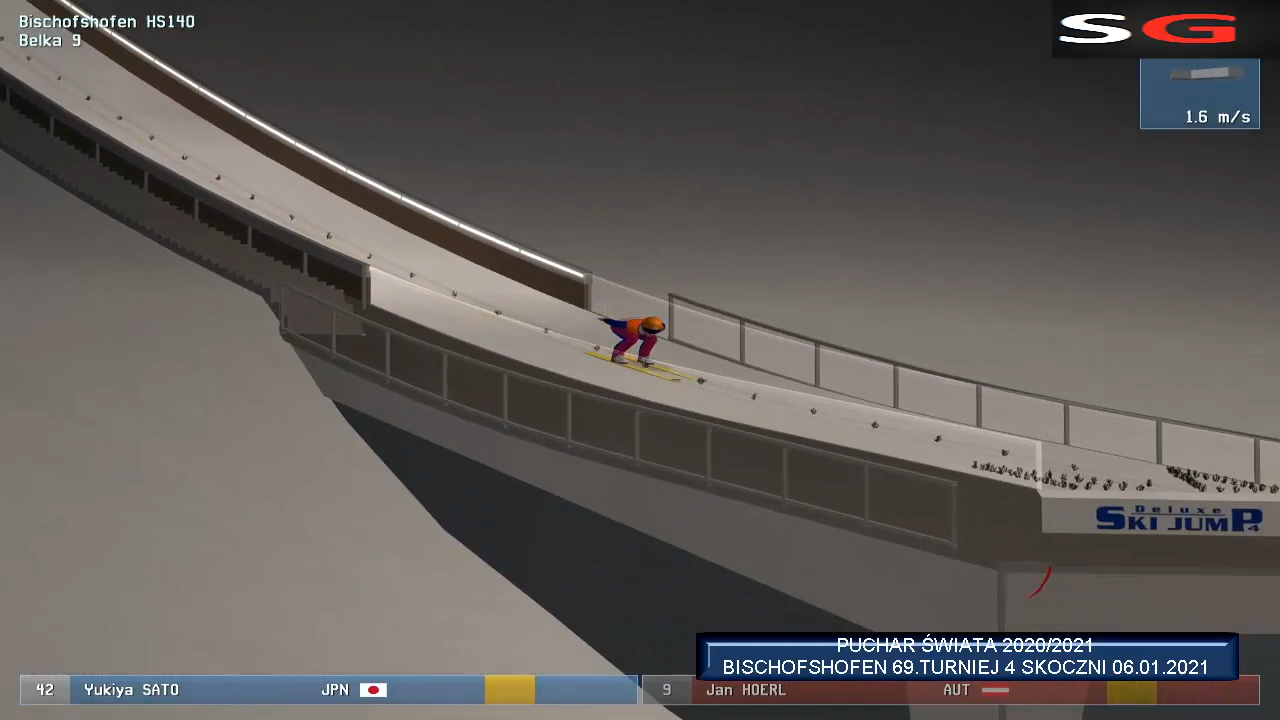 Bischofshofen HS140
Belka 9
SG
1.6 m/s
Deluxe
SKI JUMP
4
PUCHAR ŚWIATA 2020/2021
BISCHOFSHOFEN 69.TURNIEJ 4 SKOCZNI 06.01.2021
42 Yukiya SATO JPN
9 Jan HOERL AUT